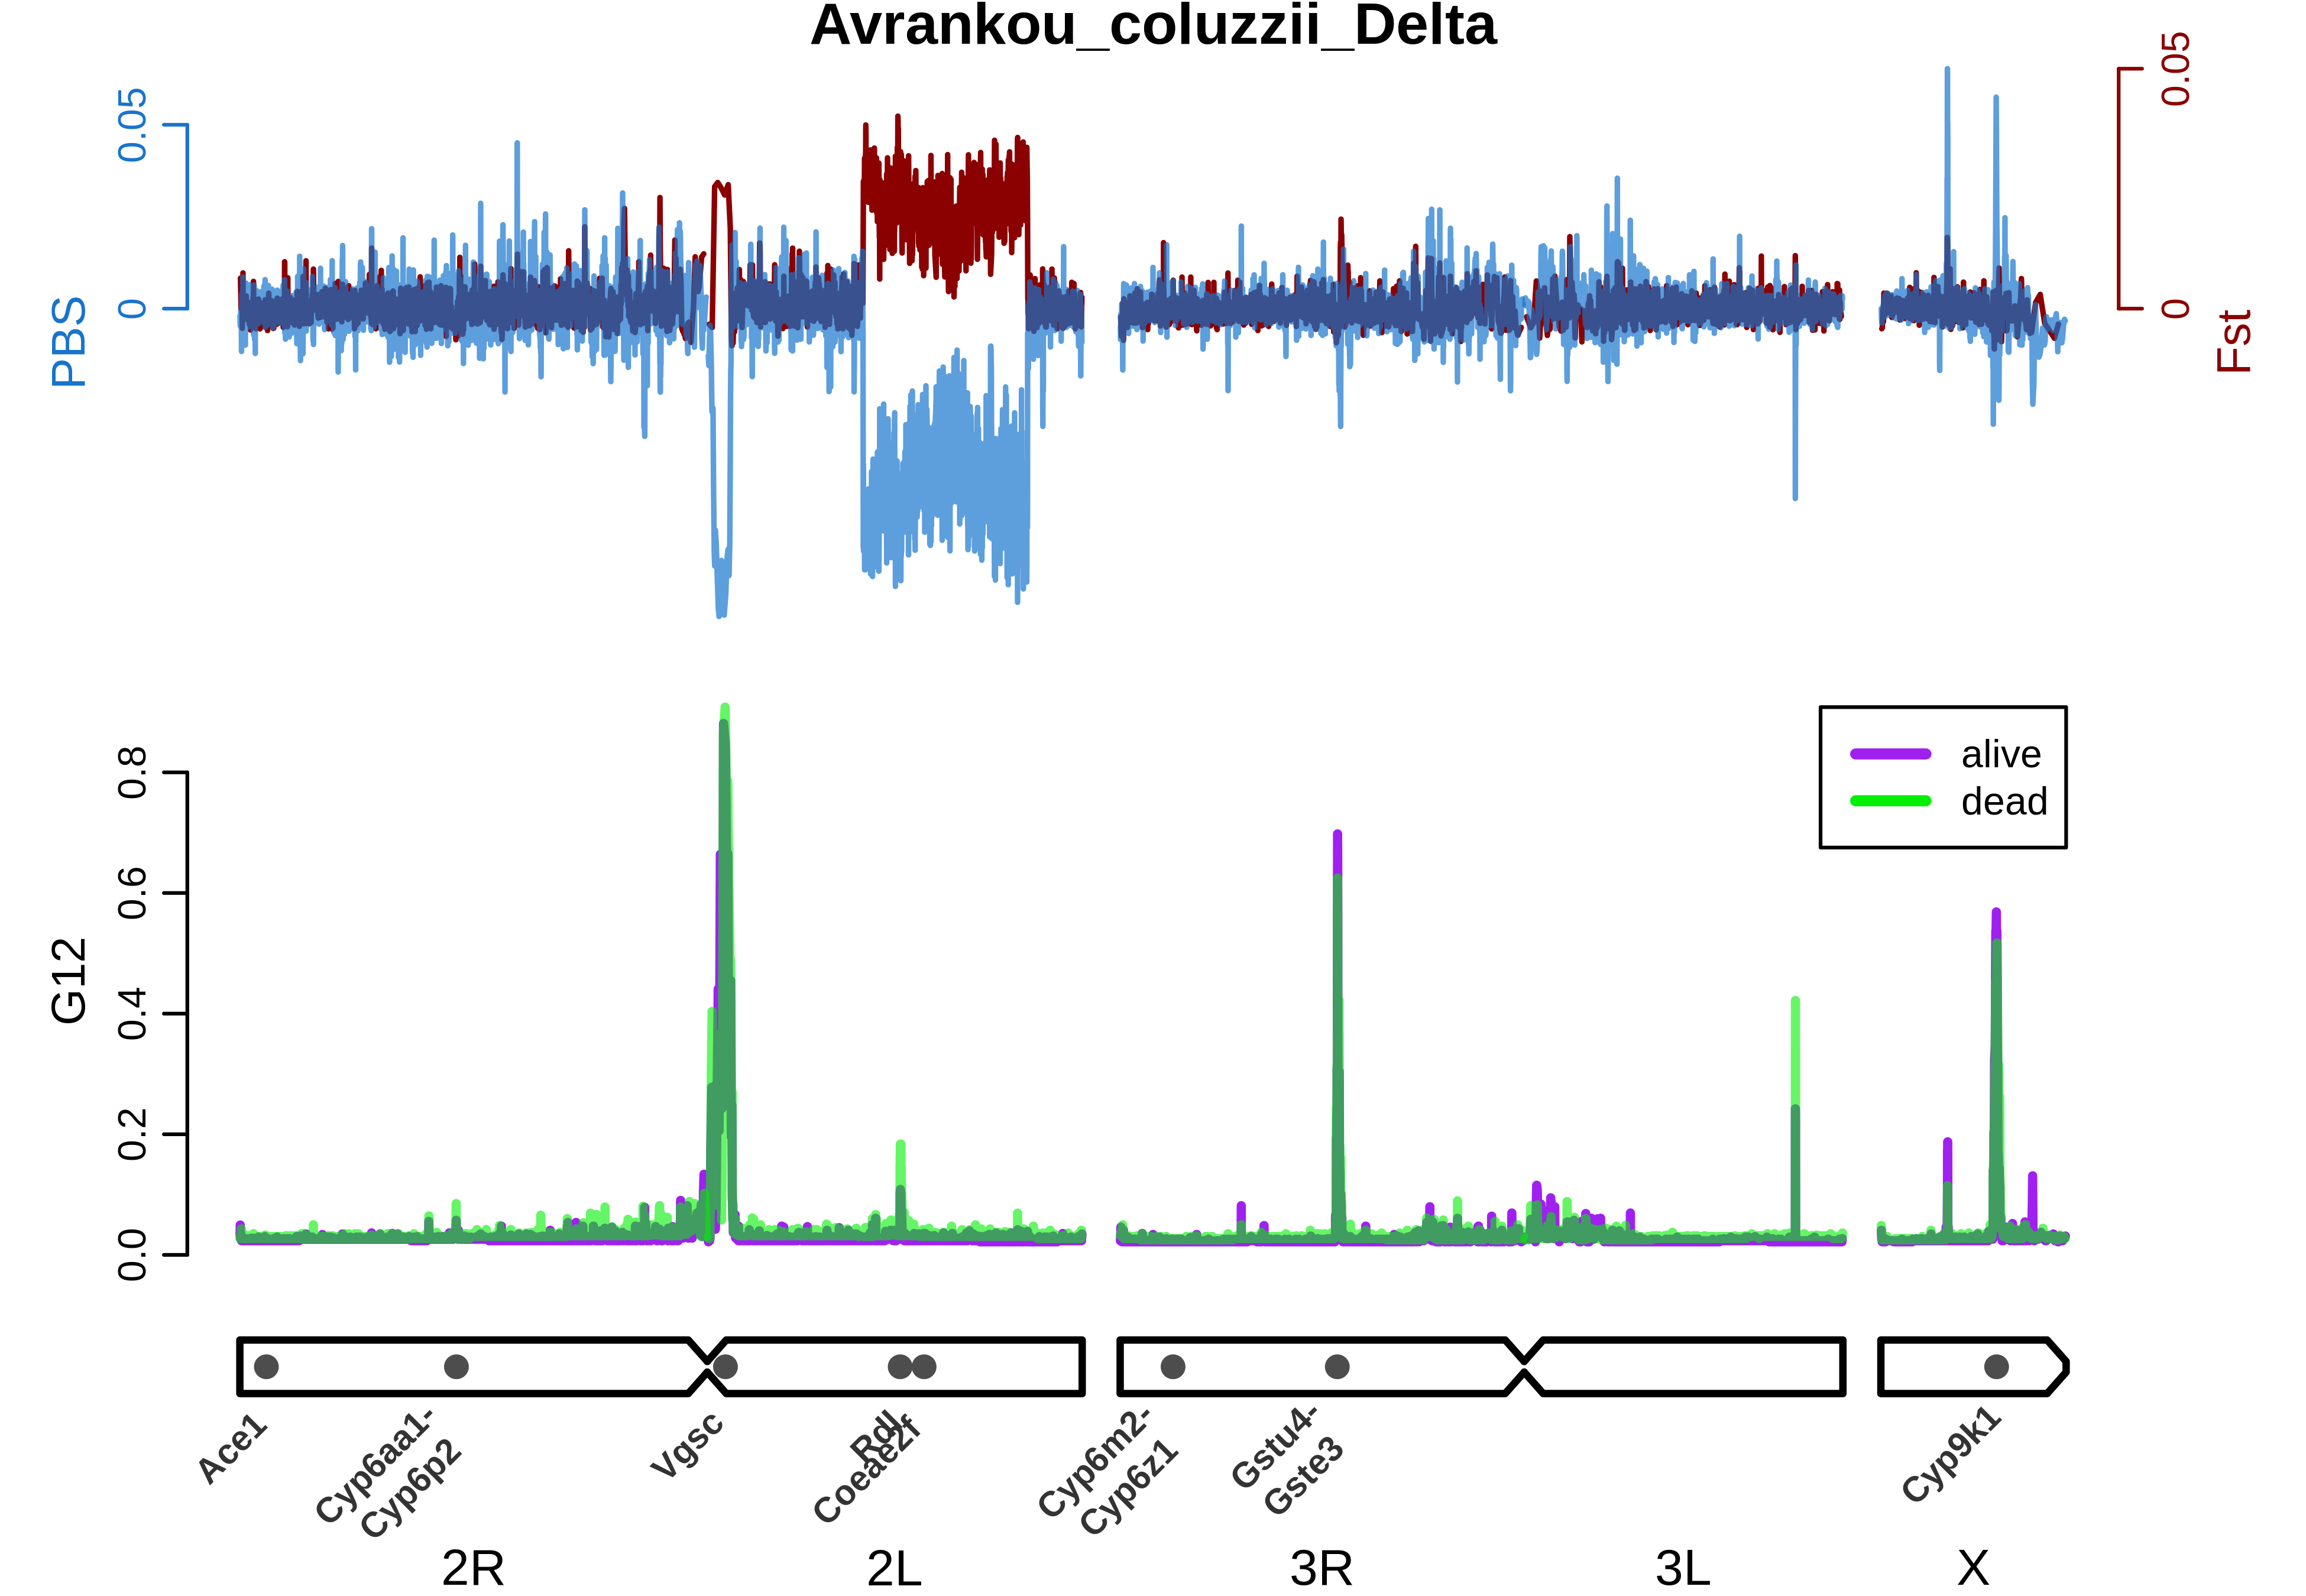 Avrankou_coluzzii_Delta
PBS
0
0.05
Fst
0
0.05
G12
0.0
0.2
0.4
0.6
0.8
alive
dead
Ace1
Cyp6aa1-
Cyp6p2
Vgsc
Rdl
Coeae2f
Cyp6m2-
Cyp6z1
Gstu4-
Gste3
Cyp9k1
2R
2L
3R
3L
X